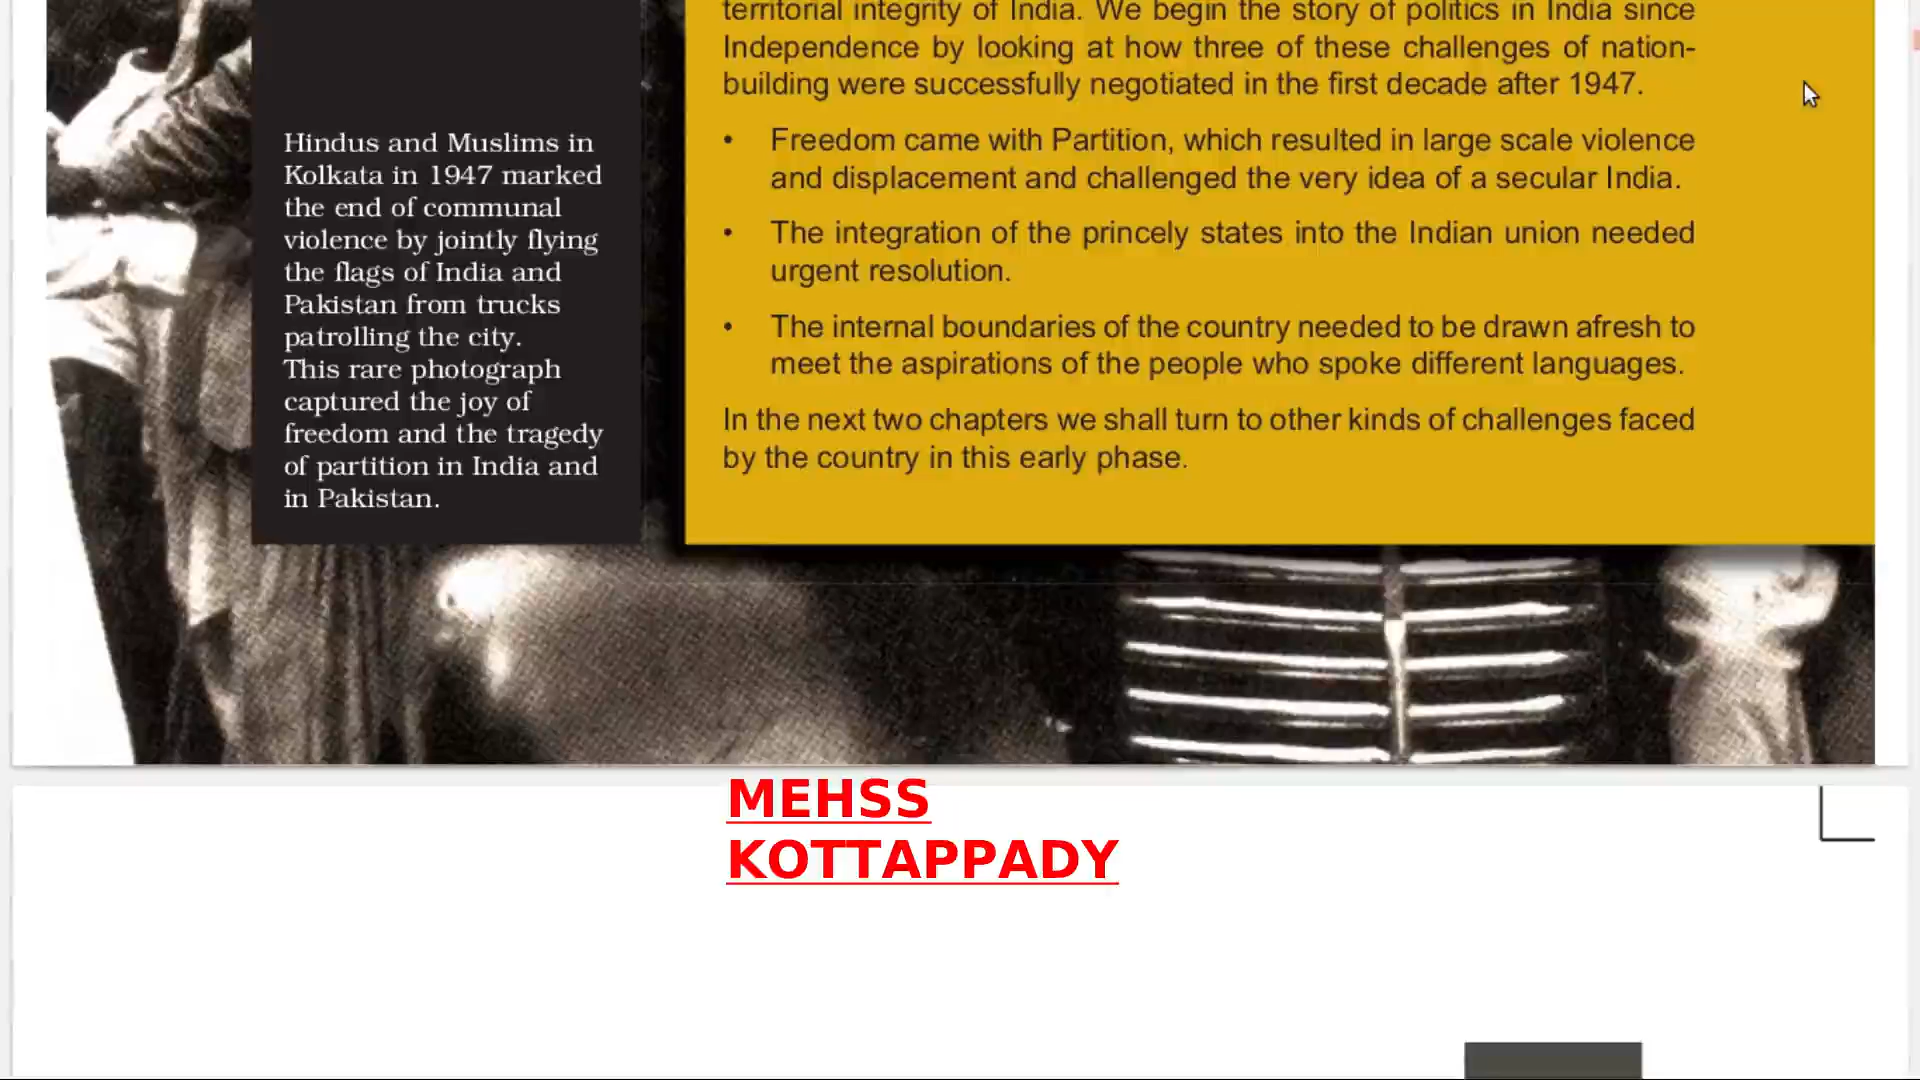 Hindus and Muslims in
Kolkata in 1947 marked
the end of communal
violence by jointly flying
the flags of India and
Pakistan from trucks
patrolling the city.
This rare photograph
captured the joy of
freedom and the tragedy
of partition in India and
in Pakistan.
territorial integrity of India. We begin the story of politics in India since
Independence by looking at how three of these challenges of nation-
building were successfully negotiated in the first decade after 1947.
• Freedom came with Partition, which resulted in large scale violence
and displacement and challenged the very idea of a secular India.
• The integration of the princely states into the Indian union needed
urgent resolution.
• The internal boundaries of the country needed to be drawn afresh to
meet the aspirations of the people who spoke different languages.
In the next two chapters we shall turn to other kinds of challenges faced
by the country in this early phase.
MEHSS
KOTTAPPADY